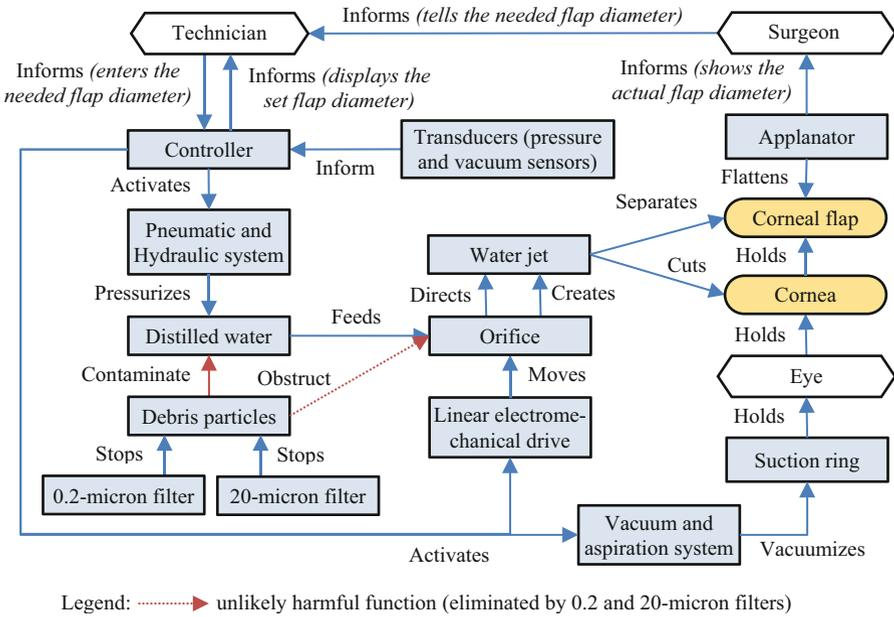 Informs (tells the needed flap diameter)
Technician
Surgeon
Informs (enters the
needed flap diameter)
Informs (displays the
set flap diameter)
Informs (shows the
actual flap diameter)
Controller
Inform
Transducers (pressure
and vacuum sensors)
Applanator
Activates
Flattens
Separates
Corneal flap
Pneumatic and
Hydraulic system
Water jet
Holds
Cuts
Pressurizes
Directs
Creates
Cornea
Feeds
Distilled water
Orifice
Holds
Contaminate
Obstruct
Moves
Eye
Debris particles
Linear electrome-
chanical drive
Holds
Stops
Stops
Suction ring
0.2-micron filter
20-micron filter
Vacuum and
aspiration system
Activates
Vacuumizes
Legend:
unlikely harmful function (eliminated by 0.2 and 20-micron filters)